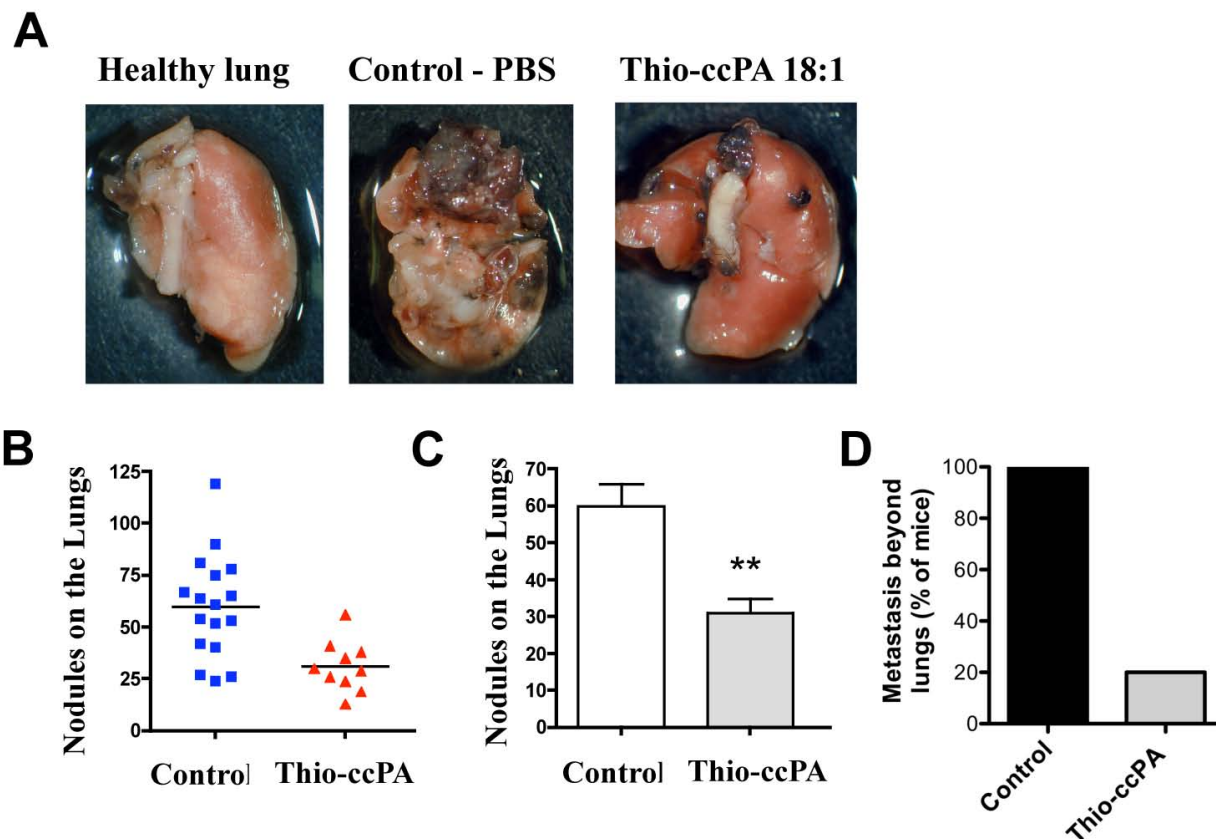 A
Healthy lung
Control - PBS
Thio-ccPA 18:1
B
Nodules on the Lungs
125
100
75
50
25
0
Control
Thio-ccPA
C
Nodules on the Lungs
70
60
50
40
30
20
10
0
**
Control
Thio-ccPA
D
Metastasis beyond
lungs (% of mice)
100
80
60
40
20
0
Control
Thio-ccPA